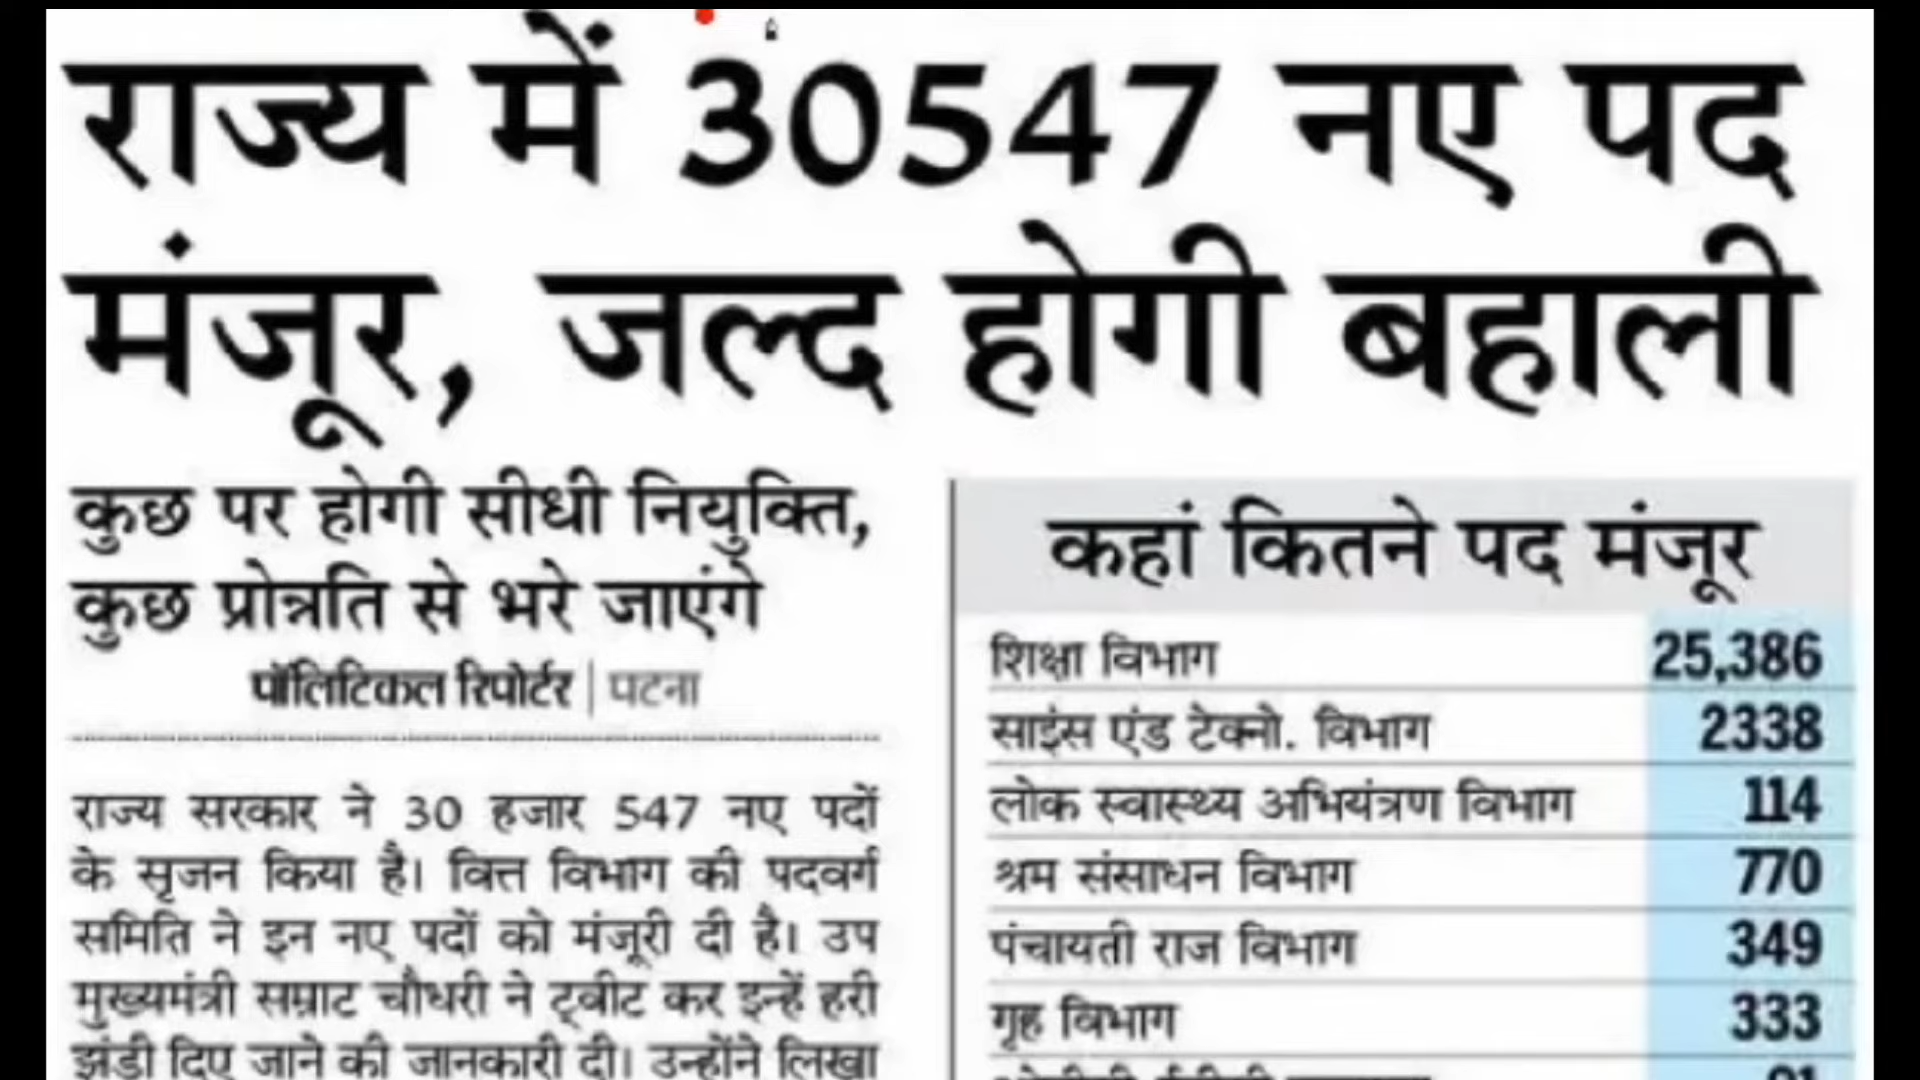 राज्य में 30547 नए पद
मंजूर, जल्द होगी बहाली
कुछ पर होगी सीधी नियुक्ति,
कुछ प्रोन्नति से भरे जाएंगे
पॉलिटिकल रिपोर्टर | पटना
राज्य सरकार ने 30 हजार 547 नए पदों
के सृजन किया है। वित्त विभाग की पदवर्ग
समिति ने इन नए पदों को मंजूरी दी है। उप
मुख्यमंत्री सम्राट चौधरी ने ट्वीट कर इन्हें हरी
झंडी दिए जाने की जानकारी दी। उन्होंने लिखा
कहां कितने पद मंजूर
शिक्षा विभाग 25,386
साइंस एंड टेक्नो. विभाग 2338
लोक स्वास्थ्य अभियंत्रण विभाग 114
श्रम संसाधन विभाग 770
पंचायती राज विभाग 349
गृह विभाग 333